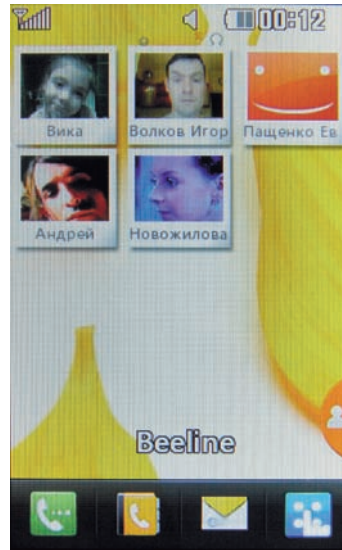 00:12
Вика
Волков Игор
Пащенко Ев
Андрей
Новожилова
Beeline